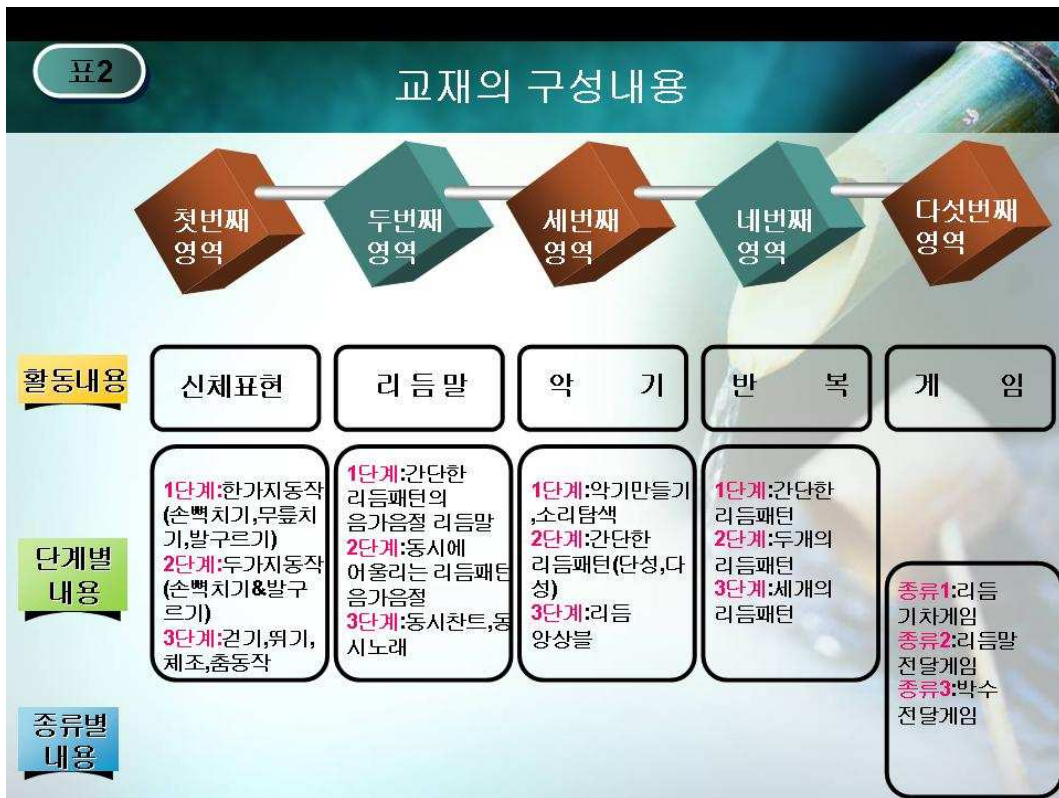 표2
교재의 구성내용
첫번째
영역
두번째
영역
세번째
영역
네번째
영역
다섯번째
영역
활동내용
신체표현
리 듬 말
악 기
반 복
게 임
단계별
내용
1단계:한가지동작
(손뼉치기,무릎치
기,발구르기)
2단계:두가지동작
(손뼉치기&발구
르기)
3단계:걷기,뛰기,
체조,춤동작
1단계:간단한
리듬패턴의
음가음절 리듬말
2단계:동시에
어울리는 리듬패턴
음가음절
3단계:동시찬트,동
시노래
1단계:악기만들기
,소리탐색
2단계:간단한
리듬패턴(단성,다
성)
3단계:리듬
앙상블
1단계:간단한
리듬패턴
2단계:두개의
리듬패턴
3단계:세개의
리듬패턴
종류별
내용
종류1:리듬
기차게임
종류2:리듬말
전달게임
종류3:박수
전달게임